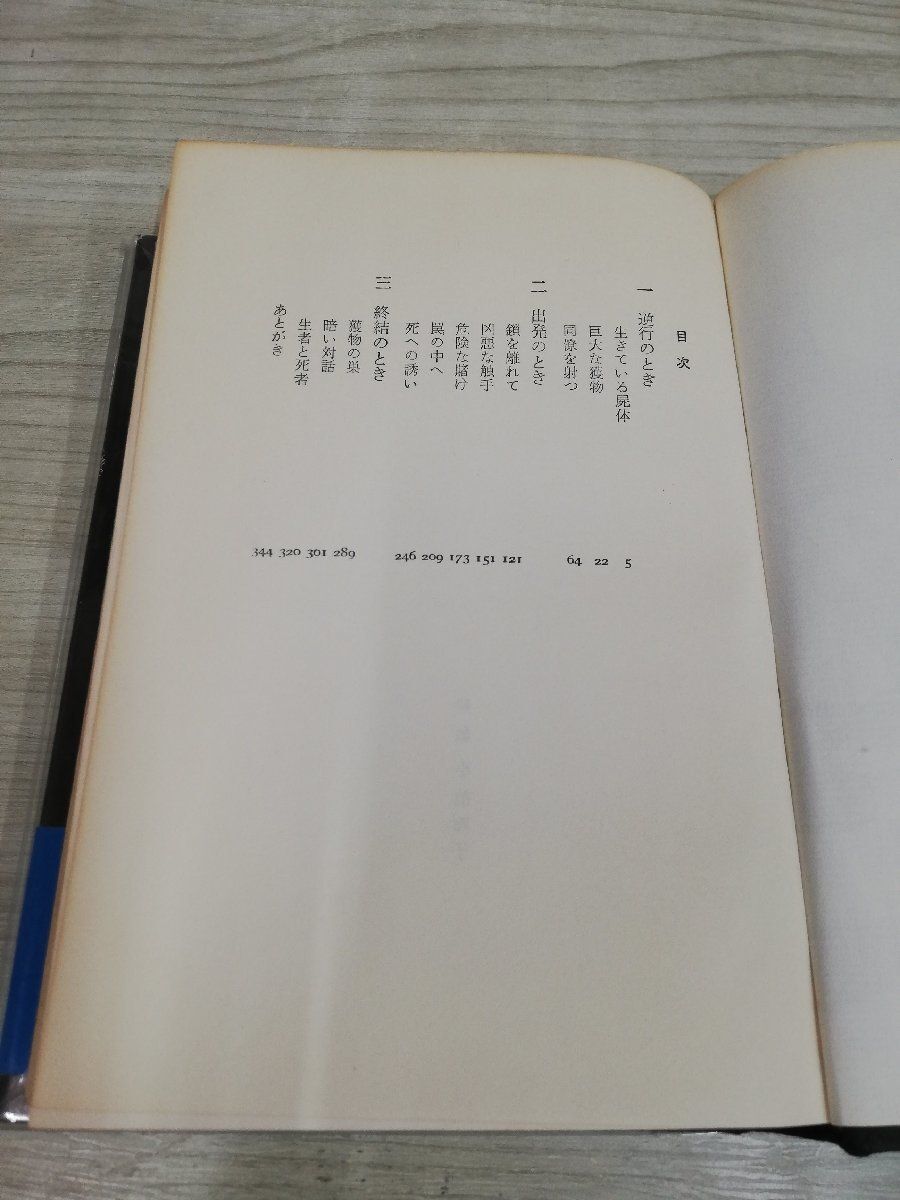 目次
一 逆行のとき
生きている屍体 5
巨大な獲物 22
同僚を射つ 64
二 出発のとき
鎖を離れて 121
凶悪な触手 151
危険な賭け 173
罠の中へ 209
死への誘い 246
三 終結のとき
獲物の巣 289
暗い対話 301
生者と死者 320
あとがき 344